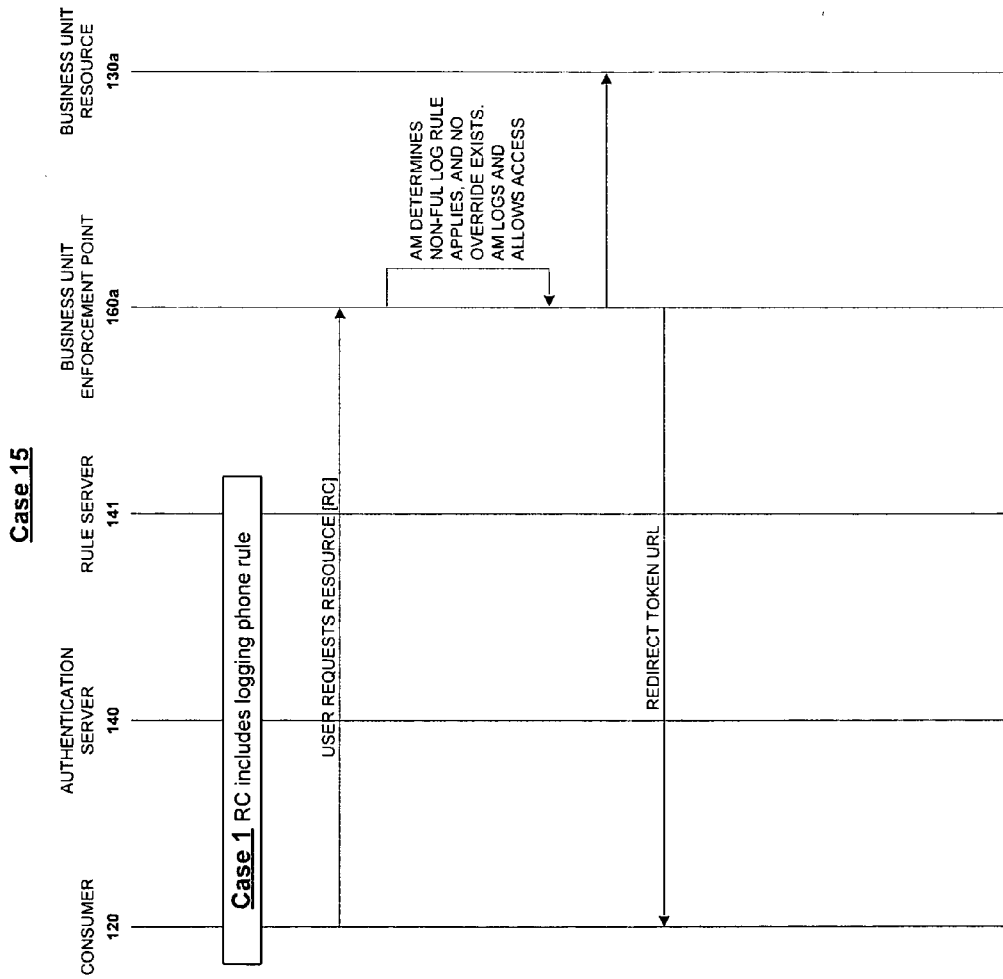 Case 15
CONSUMER
120
AUTHENTICATION
SERVER
140
RULE SERVER
141
BUSINESS UNIT
ENFORCEMENT POINT
160a
BUSINESS UNIT
RESOURCE
130a
Case 1 RC includes logging phone rule
USER REQUESTS RESOURCE [RC]
AM DETERMINES
NON-FUL LOG RULE
APPLIES, AND NO
OVERRIDE EXISTS.
AM LOGS AND
ALLOWS ACCESS
REDIRECT TOKEN URL